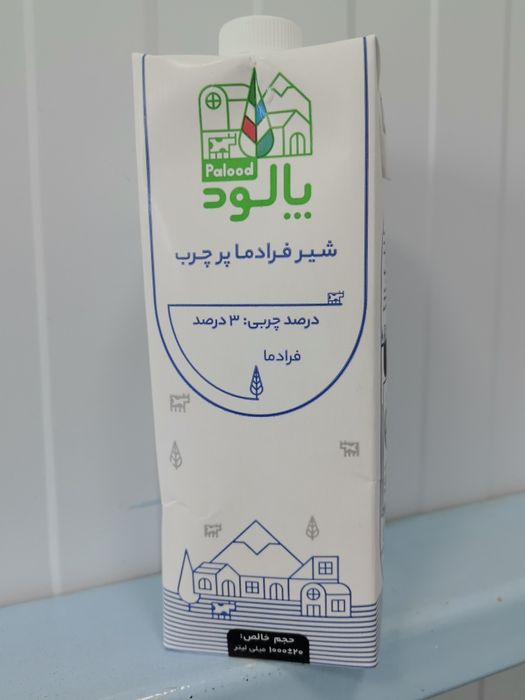 Palood
پالود
شیر فرادما پر چرب
درصد چربی: ۳ درصد
فرادما
حجم خالص:
۱۰۰۰±۲۰ میلی لیتر